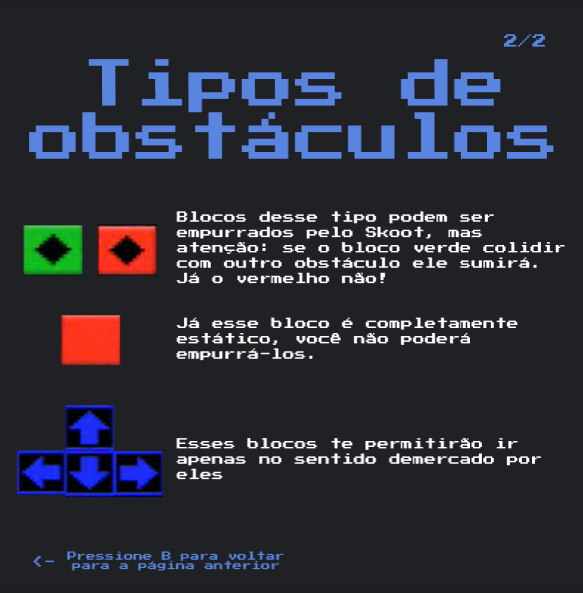 2/2
Tipos de
obstáculos
Blocos desse tipo podem ser
empurrados pelo Skoot, mas
atenção: se o bloco verde colidir
com outro obstáculo ele sumirá.
Já o vermelho não!
Já esse bloco é completamente
estático, você não poderá
empurrá-los.
Esses blocos te permitirão ir
apenas no sentido demercado por
eles
<- Pressione B para voltar
para a página anterior